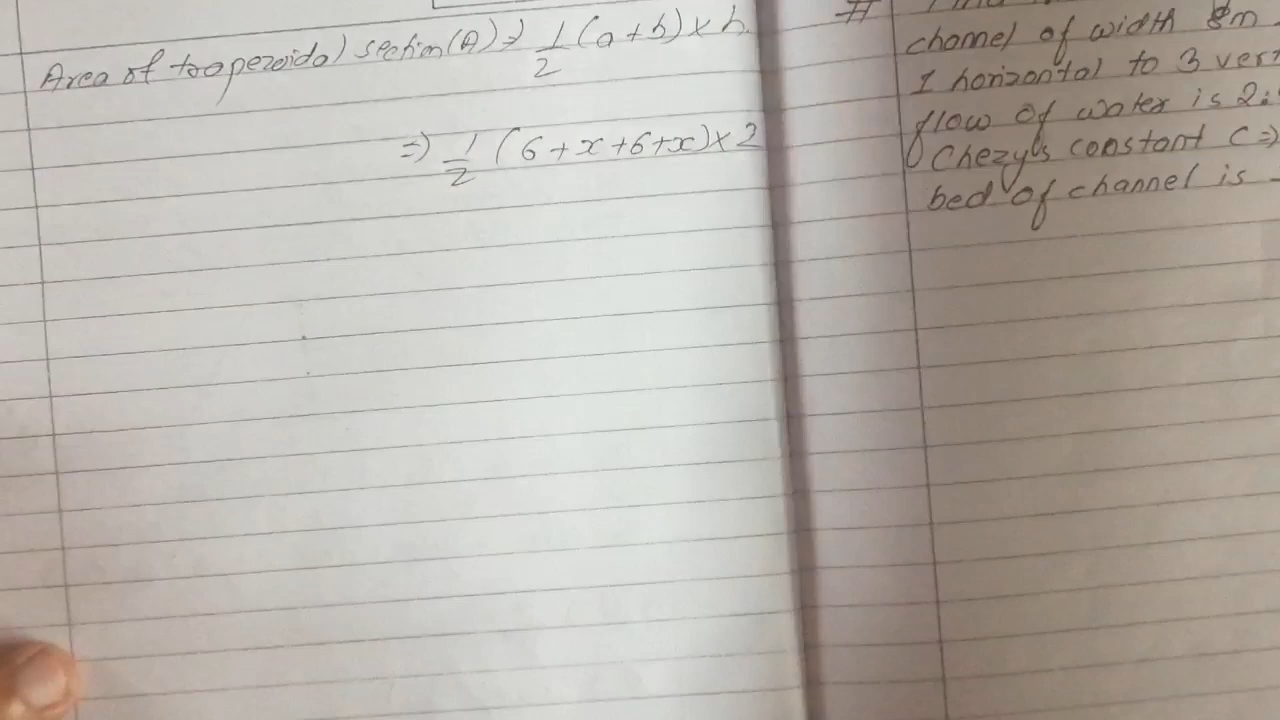 Area of trapezoidal section(A) ⇒ 1/2 (a+b)×h
⇒ 1/2 (6+x+6+x)×2
#
channel of width 8m
1 horizontal to 3 ver
flow of water is 2.
Chezy's constant C ⇒
bed of channel is